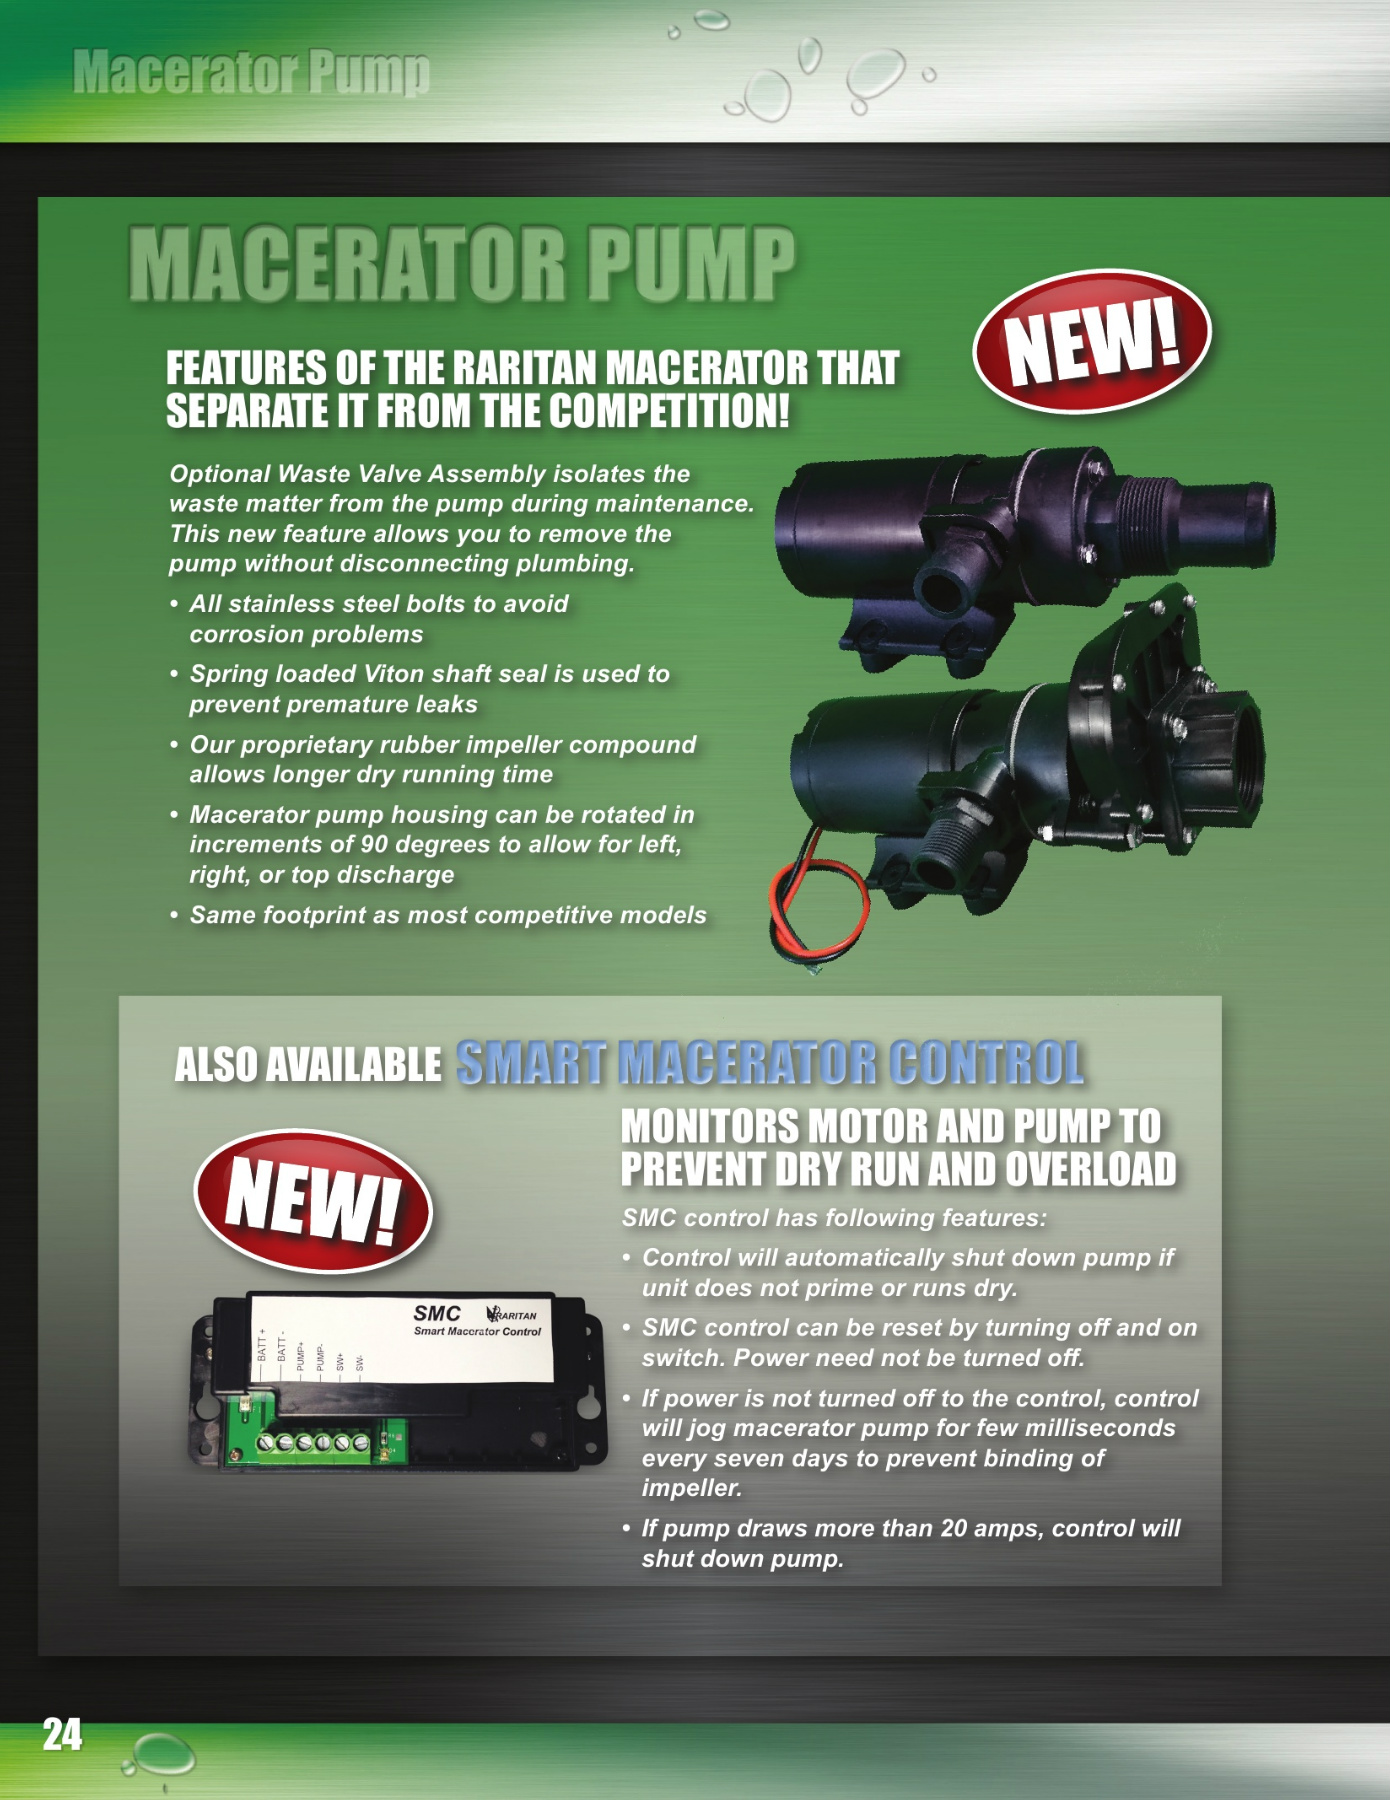 Macerator Pump
MACERATOR PUMP
NEW!
FEATURES OF THE RARITAN MACERATOR THAT
SEPARATE IT FROM THE COMPETITION!
Optional Waste Valve Assembly isolates the
waste matter from the pump during maintenance.
This new feature allows you to remove the
pump without disconnecting plumbing.
• All stainless steel bolts to avoid
corrosion problems
• Spring loaded Viton shaft seal is used to
prevent premature leaks
• Our proprietary rubber impeller compound
allows longer dry running time
• Macerator pump housing can be rotated in
increments of 90 degrees to allow for left,
right, or top discharge
• Same footprint as most competitive models
ALSO AVAILABLE SMART MACERATOR CONTROL
MONITORS MOTOR AND PUMP TO
PREVENT DRY RUN AND OVERLOAD
NEW!
SMC control has following features:
• Control will automatically shut down pump if
unit does not prime or runs dry.
• SMC control can be reset by turning off and on
switch. Power need not be turned off.
• If power is not turned off to the control, control
will jog macerator pump for few milliseconds
every seven days to prevent binding of
impeller.
• If pump draws more than 20 amps, control will
shut down pump.
SMC RARITAN
Smart Macerator Control
BATT +
BATT -
PUMP+
PUMP-
SW+
SW-
24